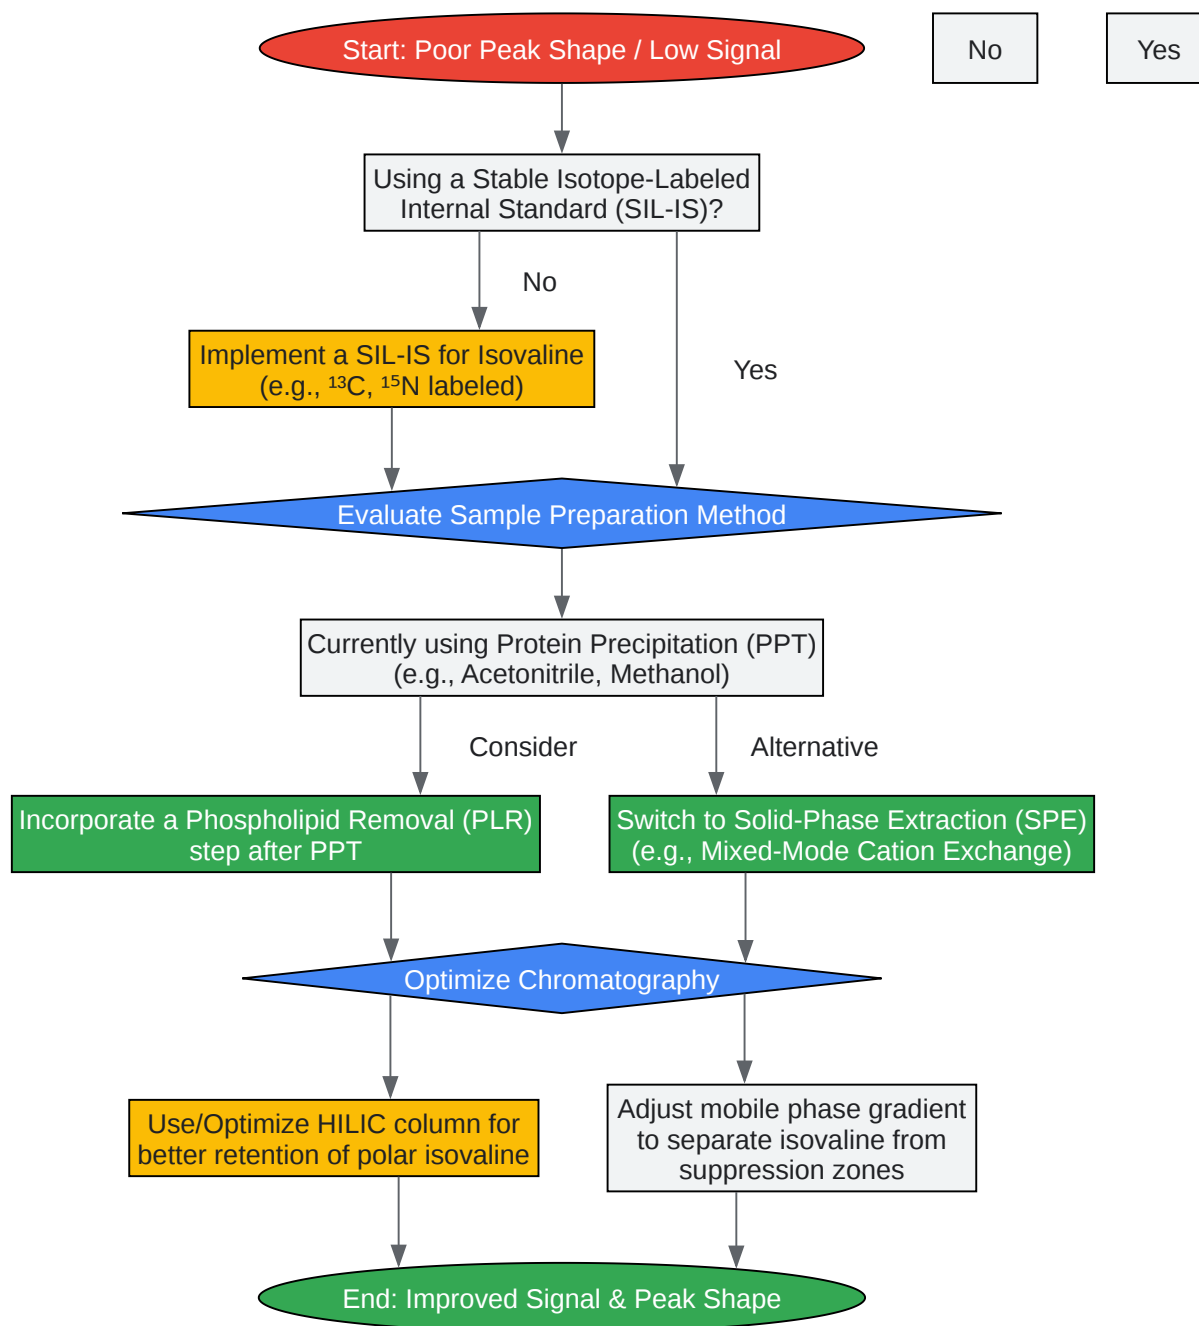 Start: Poor Peak Shape / Low Signal
No
Yes
Using a Stable Isotope-Labeled
Internal Standard (SIL-IS)?
No
Implement a SIL-IS for Isovaline
(e.g., ¹³C, ¹⁵N labeled)
Yes
Evaluate Sample Preparation Method
Currently using Protein Precipitation (PPT)
(e.g., Acetonitrile, Methanol)
Consider
Alternative
Incorporate a Phospholipid Removal (PLR)
step after PPT
Switch to Solid-Phase Extraction (SPE)
(e.g., Mixed-Mode Cation Exchange)
Optimize Chromatography
Use/Optimize HILIC column for
better retention of polar isovaline
Adjust mobile phase gradient
to separate isovaline from
suppression zones
End: Improved Signal & Peak Shape